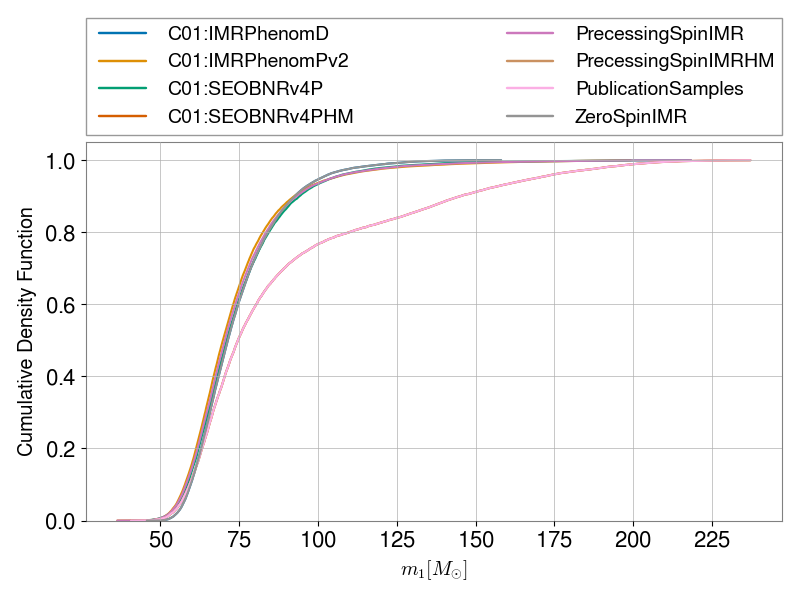 C01:IMRPhenomD
C01:IMRPhenomPv2
C01:SEOBNRv4P
C01:SEOBNRv4PHM
PrecessingSpinIMR
PrecessingSpinIMRHM
PublicationSamples
ZeroSpinIMR
Cumulative Density Function
1.0
0.8
0.6
0.4
0.2
0.0
50 75 100 125 150 175 200 225
m₁[M☉]